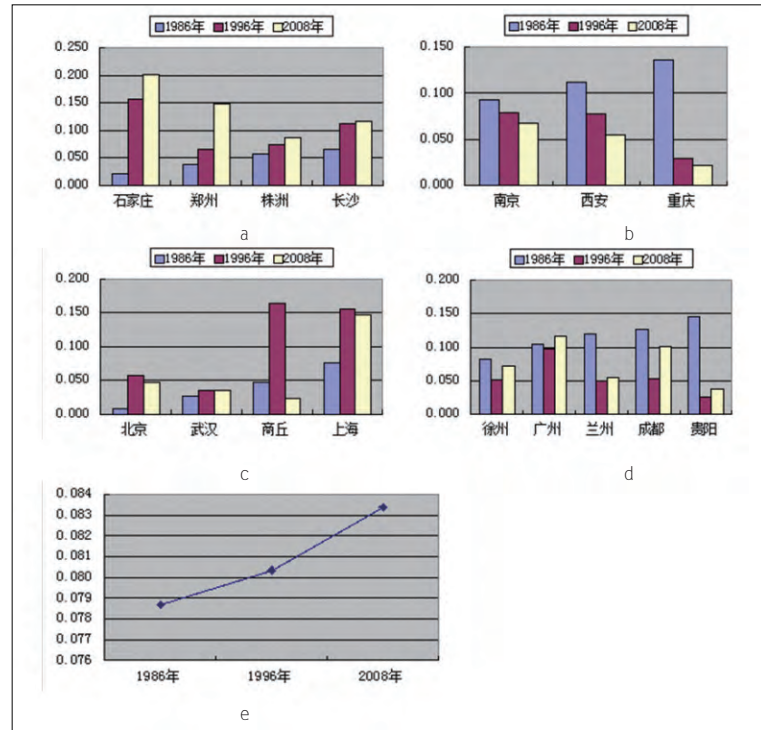 1986年 1996年 2008年
0.250
0.200
0.150
0.100
0.050
0.000
石家庄 郑州 株洲 长沙
a
1986年 1996年 2008年
0.150
0.100
0.050
0.000
南京 西安 重庆
b
1986年 1996年 2008年
0.200
0.150
0.100
0.050
0.000
北京 武汉 商丘 上海
c
1986年 1996年 2008年
0.200
0.150
0.100
0.050
0.000
徐州 广州 兰州 成都 贵阳
d
0.084
0.083
0.082
0.081
0.080
0.079
0.078
0.077
0.076
1986年 1996年 2008年
e